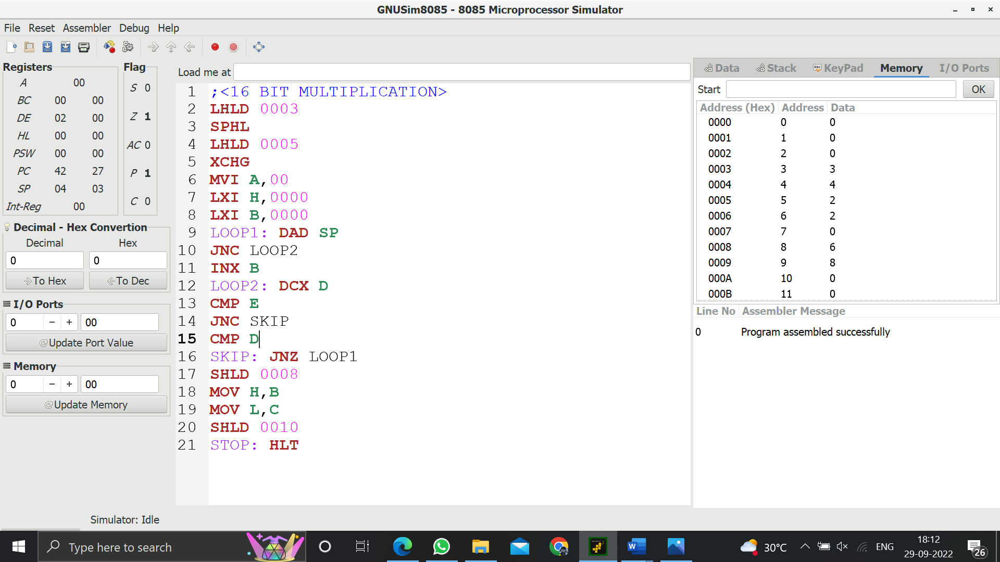 GNUSim8085 - 8085 Microprocessor Simulator
File Reset Assembler Debug Help
Registers
A 00
BC 00 00
DE 02 00
HL 00 00
PSW 00 00
PC 42 27
SP 04 03
Int-Reg 00
Flag
S 0
Z 1
AC 0
P 1
C 0
Decimal - Hex Convertion
Decimal Hex
0 0
To Hex To Dec
I/O Ports
0 − + 00
Update Port Value
Memory
0 − + 00
Update Memory
Load me at
1 ;<16 BIT MULTIPLICATION>
2 LHLD 0003
3 SPHL
4 LHLD 0005
5 XCHG
6 MVI A,00
7 LXI H,0000
8 LXI B,0000
9 LOOP1: DAD SP
10 JNC LOOP2
11 INX B
12 LOOP2: DCX D
13 CMP E
14 JNC SKIP
15 CMP D
16 SKIP: JNZ LOOP1
17 SHLD 0008
18 MOV H,B
19 MOV L,C
20 SHLD 0010
21 STOP: HLT
Data Stack Abc KeyPad Memory I/O Ports
Start OK
Address (Hex) Address Data
0000 0 0
0001 1 0
0002 2 0
0003 3 3
0004 4 4
0005 5 2
0006 6 2
0007 7 0
0008 8 6
0009 9 8
000A 10 0
000B 11 0
Line No Assembler Message
0 Program assembled successfully
Simulator: Idle
Type here to search
W
30°C
ENG
18:12
29-09-2022
26